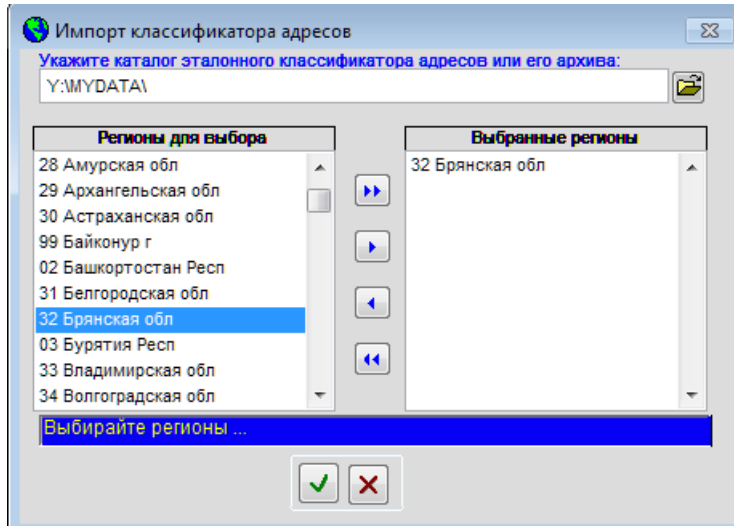 Импорт классификатора адресов
Укажите каталог эталонного классификатора адресов или его архива:
Y:\MYDATA\
Регионы для выбора
28 Амурская обл
29 Архангельская обл
30 Астраханская обл
99 Байконур г
02 Башкортостан Респ
31 Белгородская обл
32 Брянская обл
03 Бурятия Респ
33 Владимирская обл
34 Волгоградская обл
Выбранные регионы
32 Брянская обл
Выбирайте регионы ...